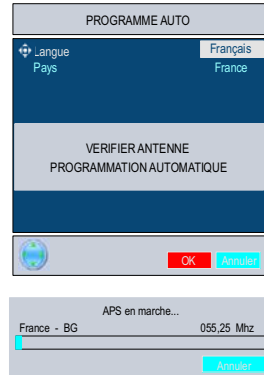 PROGRAMME AUTO
Langue Français
Pays France
VERIFIER ANTENNE
PROGRAMMATION AUTOMATIQUE
OK Annuler
APS en marche...
France - BG 055,25 Mhz
Annuler